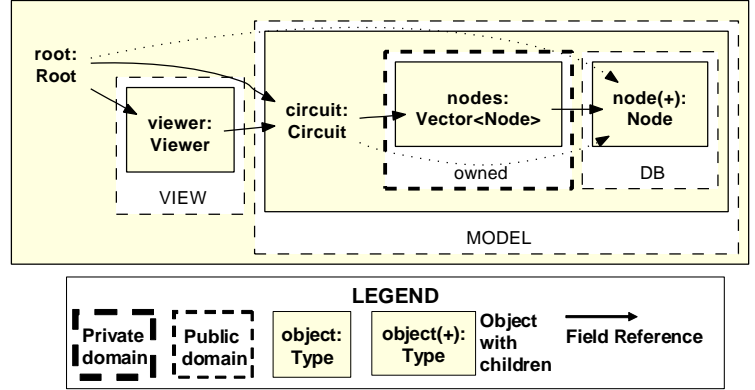 root:
Root
viewer:
Viewer
VIEW
circuit:
Circuit
nodes:
Vector<Node>
owned
node(+):
Node
DB
MODEL
LEGEND
Private
domain
Public
domain
object:
Type
object(+):
Type
Object
with
children
Field Reference